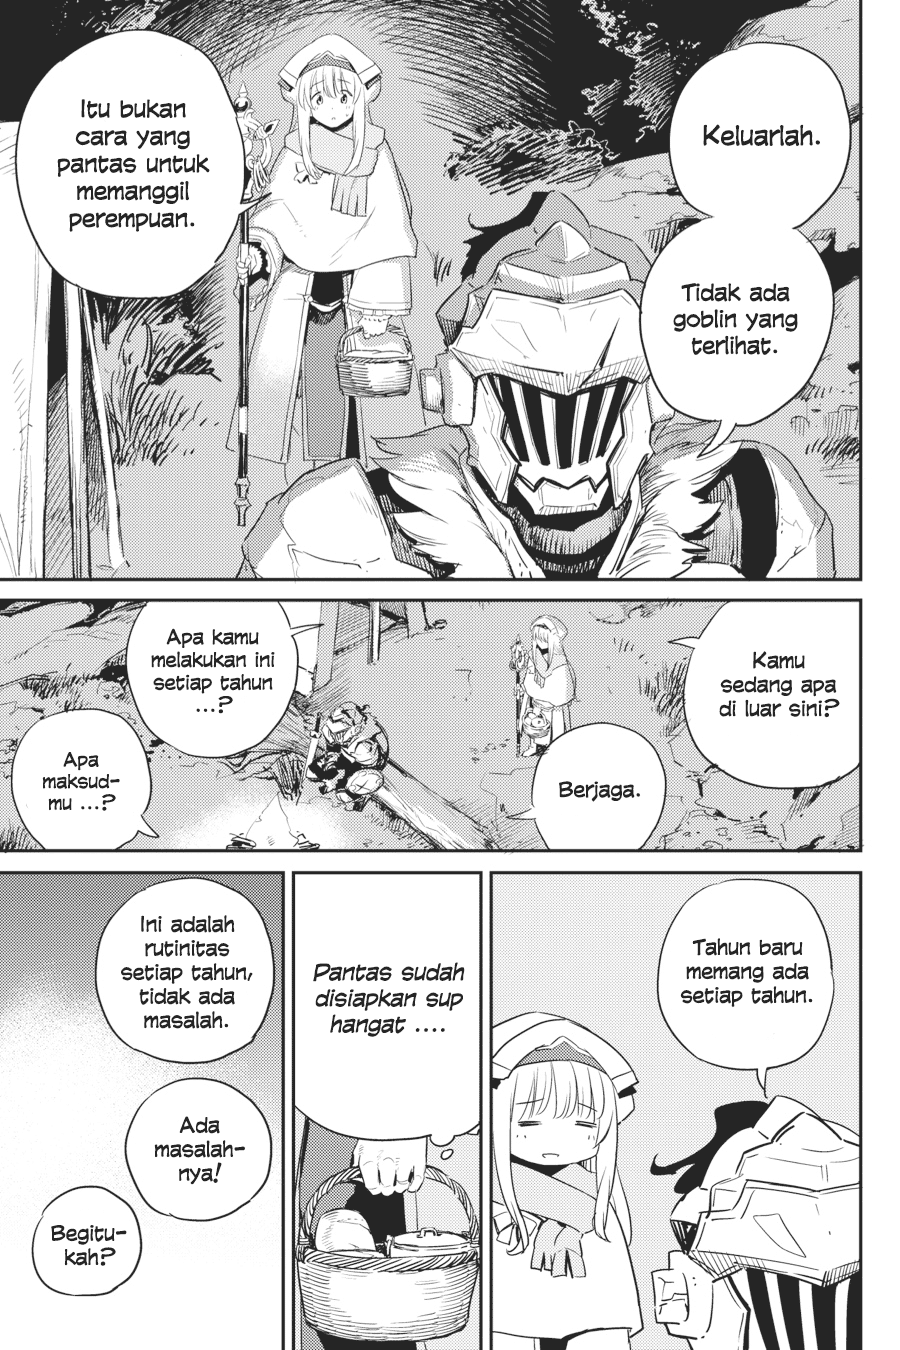 Keluarlah.
Tidak ada
goblin yang
terlihat.
Itu bukan
cara yang
pantas untuk
memanggil
perempuan.
Kamu
sedang apa
di luar sini?
Berjaga.
Apa kamu
melakukan ini
setiap tahun
...?
Apa
maksud-
mu ...?
Tahun baru
memang ada
setiap tahun.
Pantas sudah
disiapkan sup
hangat ....
Ini adalah
rutinitas
setiap tahun,
tidak ada
masalah.
Ada
masalah-
nya!
Begitu-
kah?